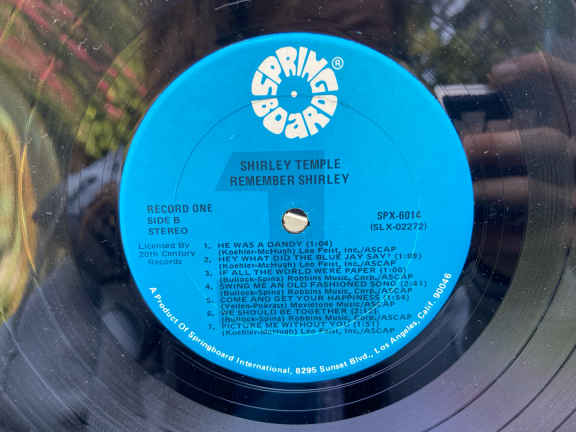 SPRING
BOARD®
SHIRLEY TEMPLE
REMEMBER SHIRLEY
RECORD ONE
SIDE B
STEREO
SPX-6014
(SLX-02272)
Licensed By
20th Century
Records
1. HE WAS A DANDY (1:04)
(Koehler-McHugh) Leo Feist, Inc./ASCAP
2. HEY WHAT DID THE BLUE JAY SAY?
(Bullock-Spina) Robbins Music, Corp./ASCAP
3. IF ALL THE WORLD WERE PAPER (1:00)
(Koehler-McHugh) Leo Feist, Inc./ASCAP
4. SWING ME AN OLD FASHIONED SONG (2:41)
(Bullock-Spina) Robbins Music, Corp./ASCAP
5. COME AND GET YOUR HAPPINESS (1:54)
(Yellen-Pokrass) Movietone Music/ASCAP
6. WE SHOULD BE TOGETHER (2:12)
(Bullock-Spina) Robbins Music, Corp./ASCAP
7. PICTURE ME WITHOUT YOU (1:51)
(Koehler-McHugh) Leo Feist, Inc./ASCAP
A Product Of Springboard International, 8295 Sunset Blvd., Los Angeles, Calif. 90046